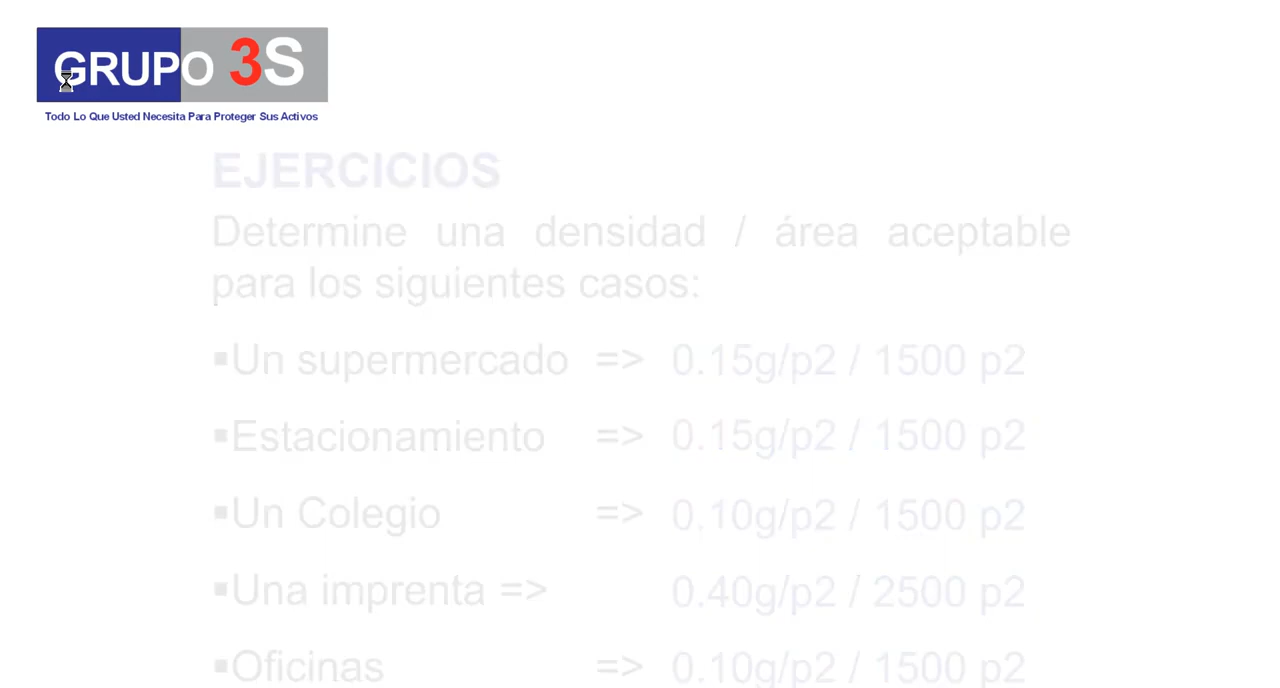 GRUPO 3S
Todo Lo Que Usted Necesita Para Proteger Sus Activos
EJERCICIOS
Determine una densidad / área aceptable
para los siguientes casos:
▪Un supermercado => 0.15g/p2 / 1500 p2
▪Estacionamiento => 0.15g/p2 / 1500 p2
▪Un Colegio => 0.10g/p2 / 1500 p2
▪Una imprenta => 0.40g/p2 / 2500 p2
▪Oficinas => 0.10g/p2 / 1500 p2